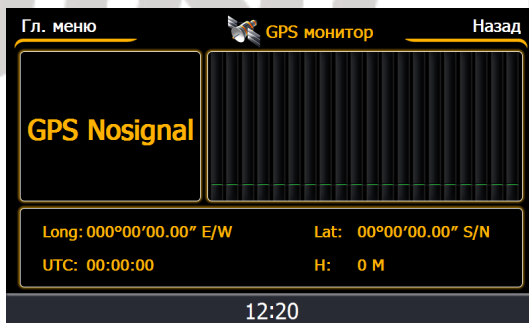 Гл. меню
GPS монитор
Назад
GPS Nosignal
Long: 000°00'00.00" E/W
Lat: 00°00'00.00" S/N
UTC: 00:00:00
H: 0 M
12:20